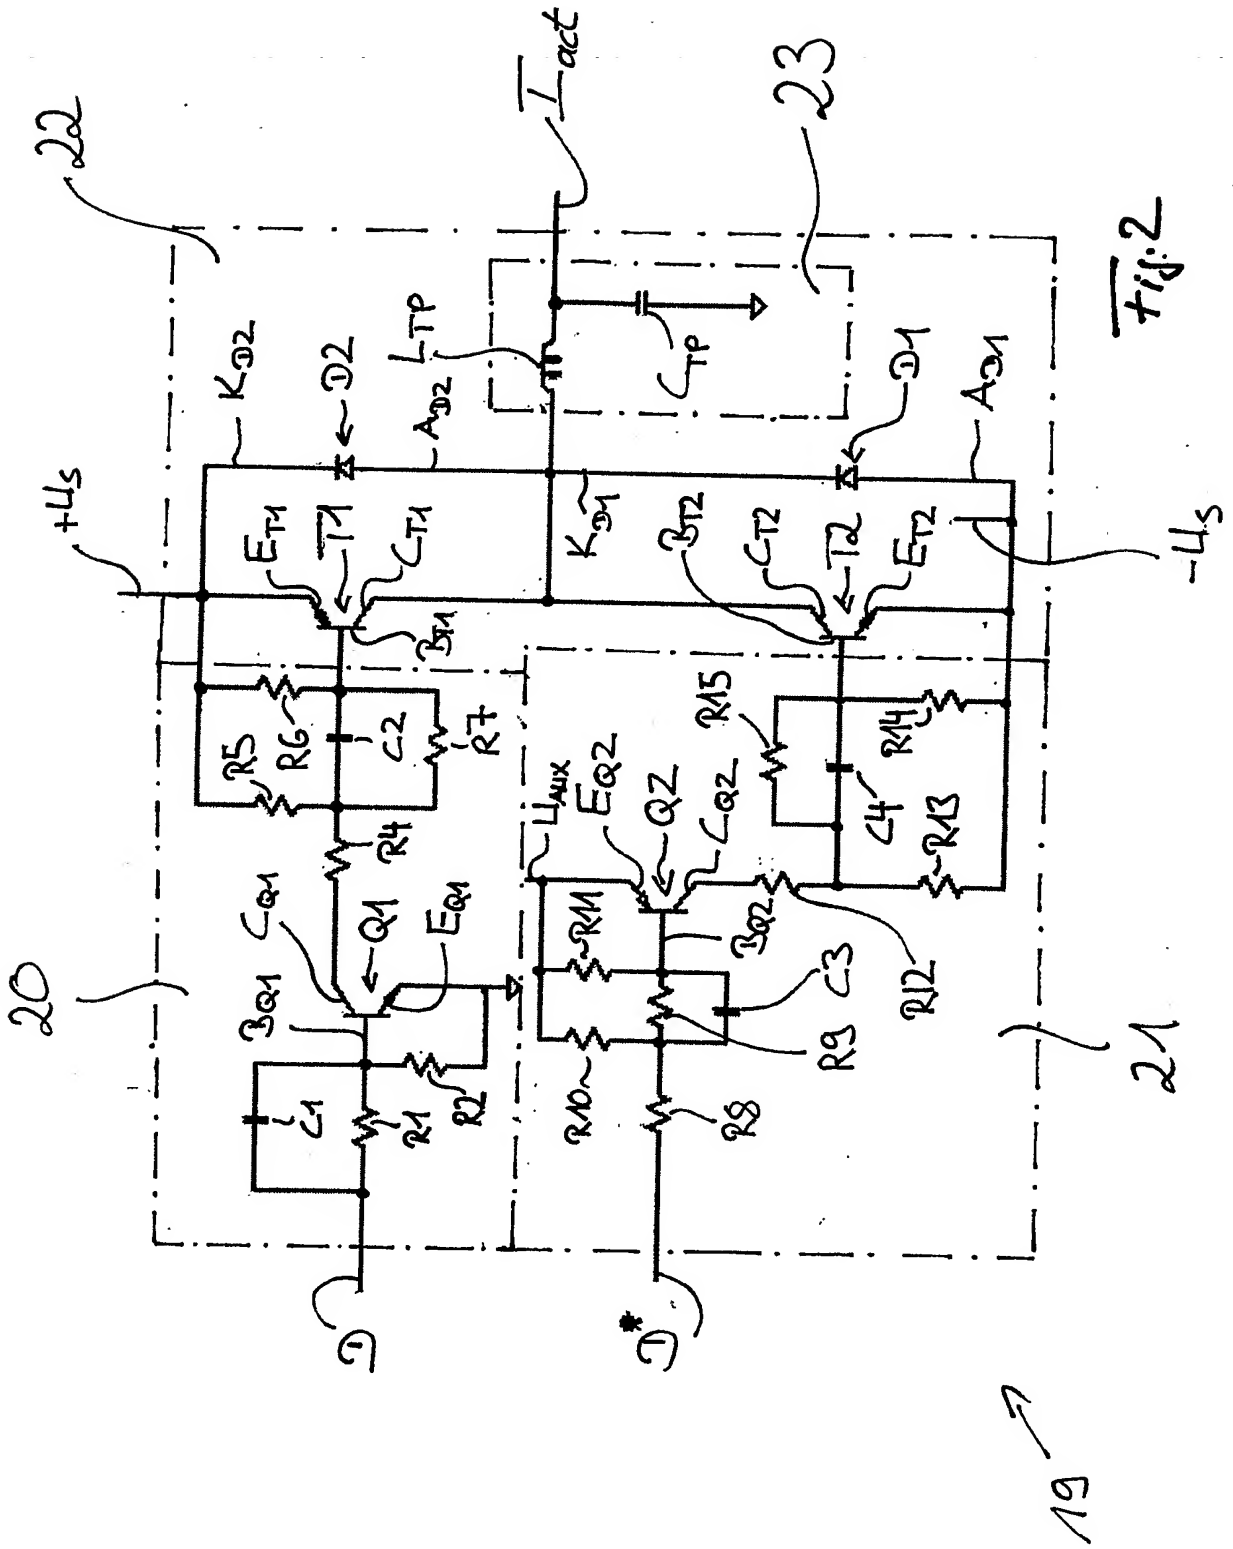 22
+U_S
K_D2
E_T1
T1
C_T1
B_T1
D2
A_D2
L_TP
I_act
C_TP
23
K_D1
B_T2
C_T2
T2
E_T2
D1
A_D1
-U_S
20
R5
R6
C2
R7
R4
C_Q1
Q1
E_Q1
B_Q1
C1
R1
R2
D
U_AUX
E_Q2
Q2
C_Q2
B_Q2
R11
R10
R9
C3
R8
R12
R15
R14
C4
R13
D*
21
19
Fig. 2